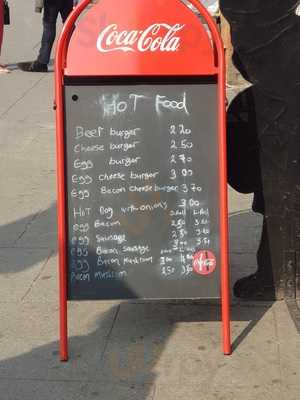 Coca-Cola
HOT Food
Beef burger 2.20
Cheese burger 2.50
Egg burger 2.70
Egg cheese burger 3.00
Egg Bacon cheese burger 3.70
HOT Dog with onions 3.00
Egg Bacon
Egg Sausage
Egg Bacon Sausage
Egg Bacon Mushroom
Bacon Mushroom 2.50